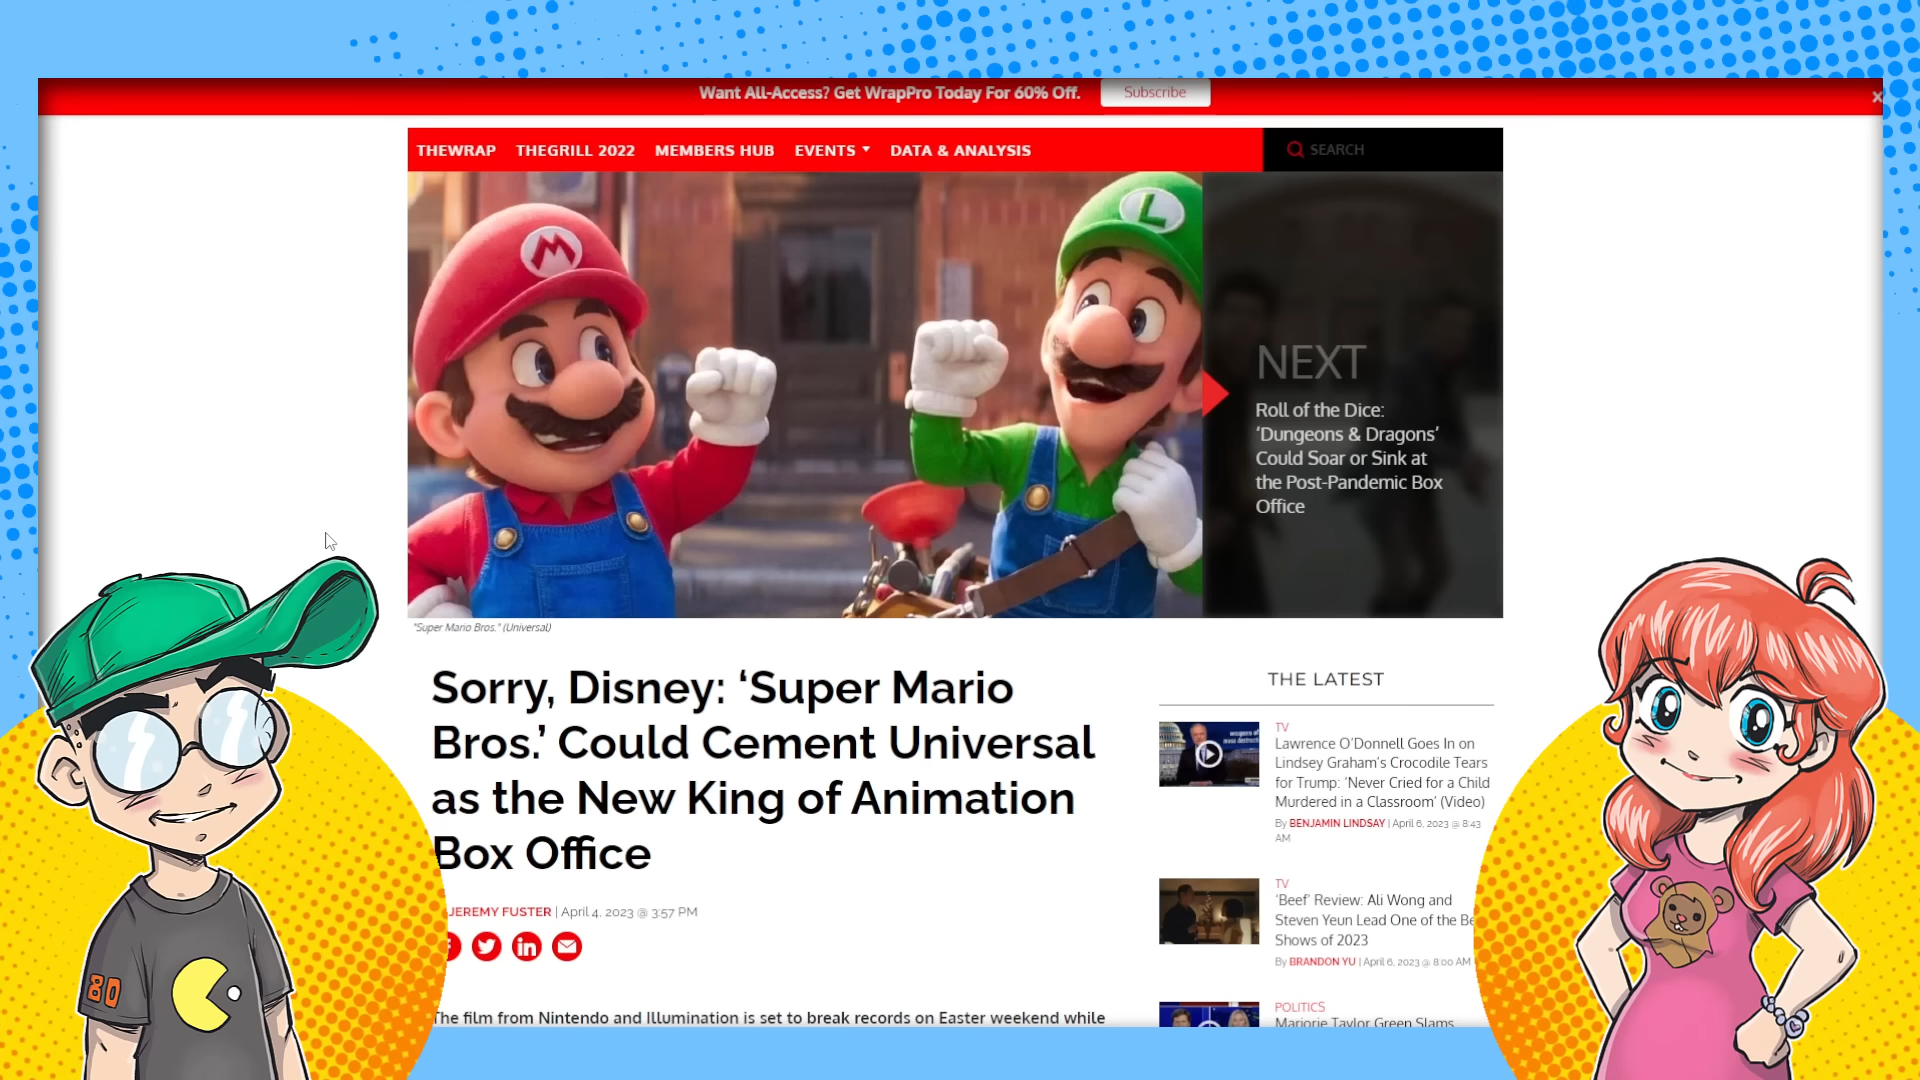 Want All-Access? Get WrapPro Today For 60% Off.
Subscribe
×
THEWRAP THEGRILL 2022 MEMBERS HUB EVENTS DATA & ANALYSIS
SEARCH
M
L
NEXT
Roll of the Dice:
‘Dungeons & Dragons’
Could Soar or Sink at
the Post-Pandemic Box
Office
"Super Mario Bros." (Universal)
Sorry, Disney: ‘Super Mario
Bros.’ Could Cement Universal
as the New King of Animation
Box Office
JEREMY FUSTER | April 4, 2023 @ 3:57 PM
The film from Nintendo and Illumination is set to break records on Easter weekend while
THE LATEST
TV
Lawrence O’Donnell Goes In on
Lindsey Graham’s Crocodile Tears
for Trump: ‘Never Cried for a Child
Murdered in a Classroom’ (Video)
By BENJAMIN LINDSAY | April 6, 2023 @ 8:43
AM
TV
‘Beef’ Review: Ali Wong and
Steven Yeun Lead One of the Be
Shows of 2023
By BRANDON YU | April 6, 2023 @ 8:00 AM
POLITICS
Marjorie Taylor Green Slams
80